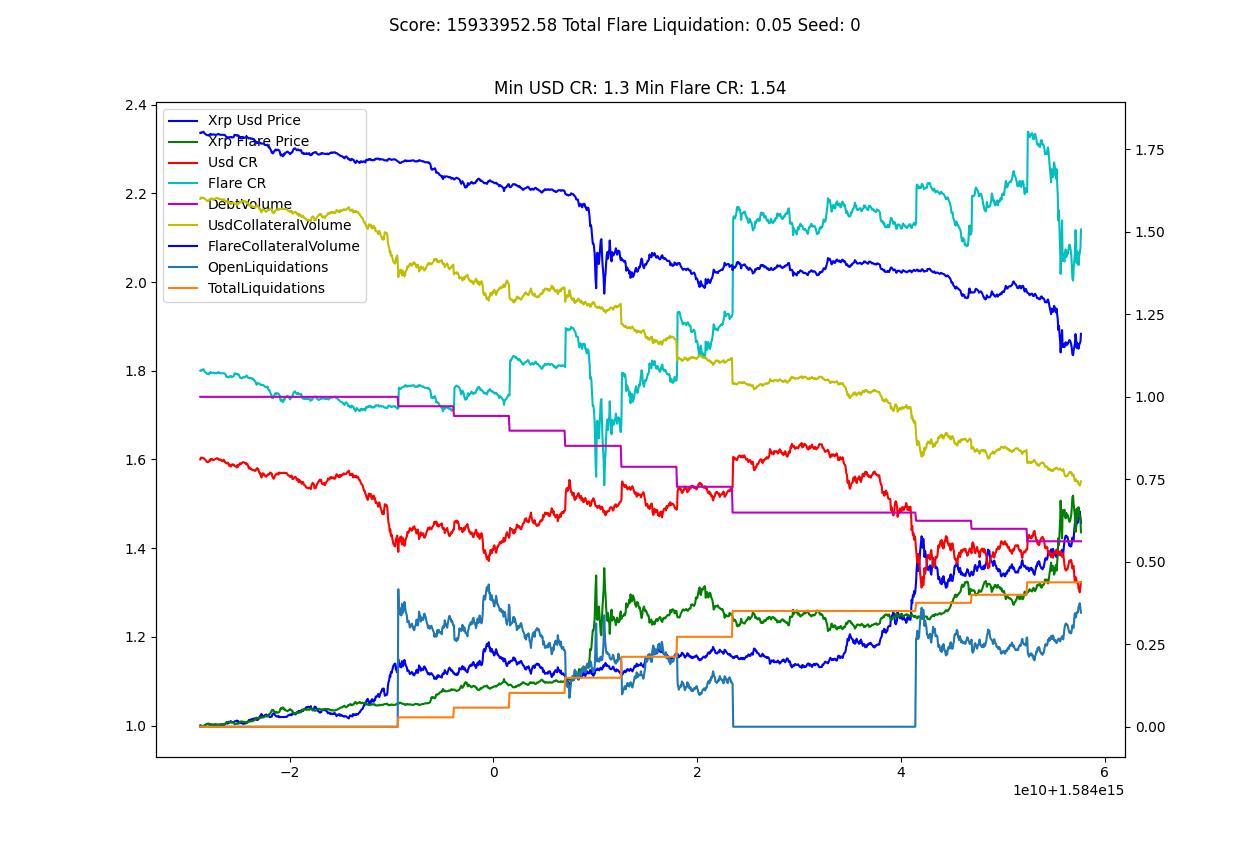 Score: 15933952.58 Total Flare Liquidation: 0.05 Seed: 0
Min USD CR: 1.3 Min Flare CR: 1.54
Xrp Usd Price
Xrp Flare Price
Usd CR
Flare CR
DebtVolume
UsdCollateralVolume
FlareCollateralVolume
OpenLiquidations
TotalLiquidations
2.4
2.2
2.0
1.8
1.6
1.4
1.2
1.0
1.75
1.50
1.25
1.00
0.75
0.50
0.25
0.00
−2 0 2 4 6
1e10+1.584e15